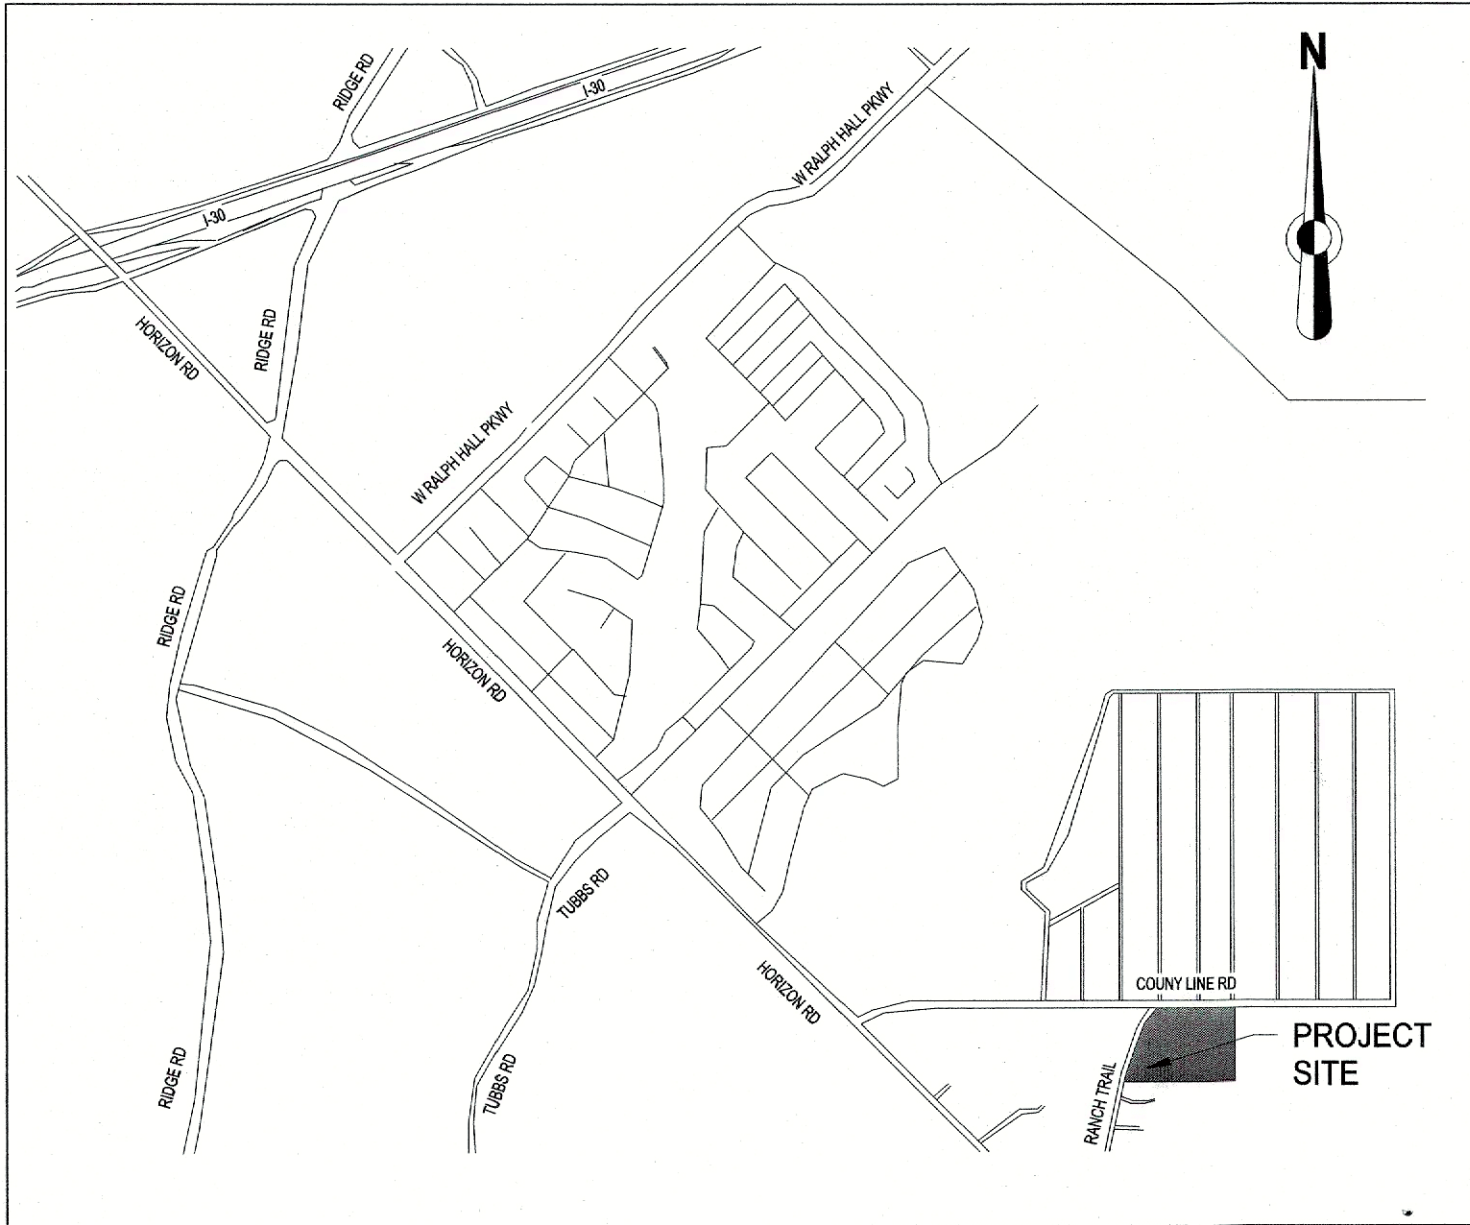 N
RIDGE RD
I-30
W RALPH HALL PKWY
I-30
HORIZON RD
RIDGE RD
W RALPH HALL PKWY
RIDGE RD
HORIZON RD
TUBBS RD
HORIZON RD
COUNY LINE RD
PROJECT
SITE
RIDGE RD
TUBBS RD
RANCH TRAIL